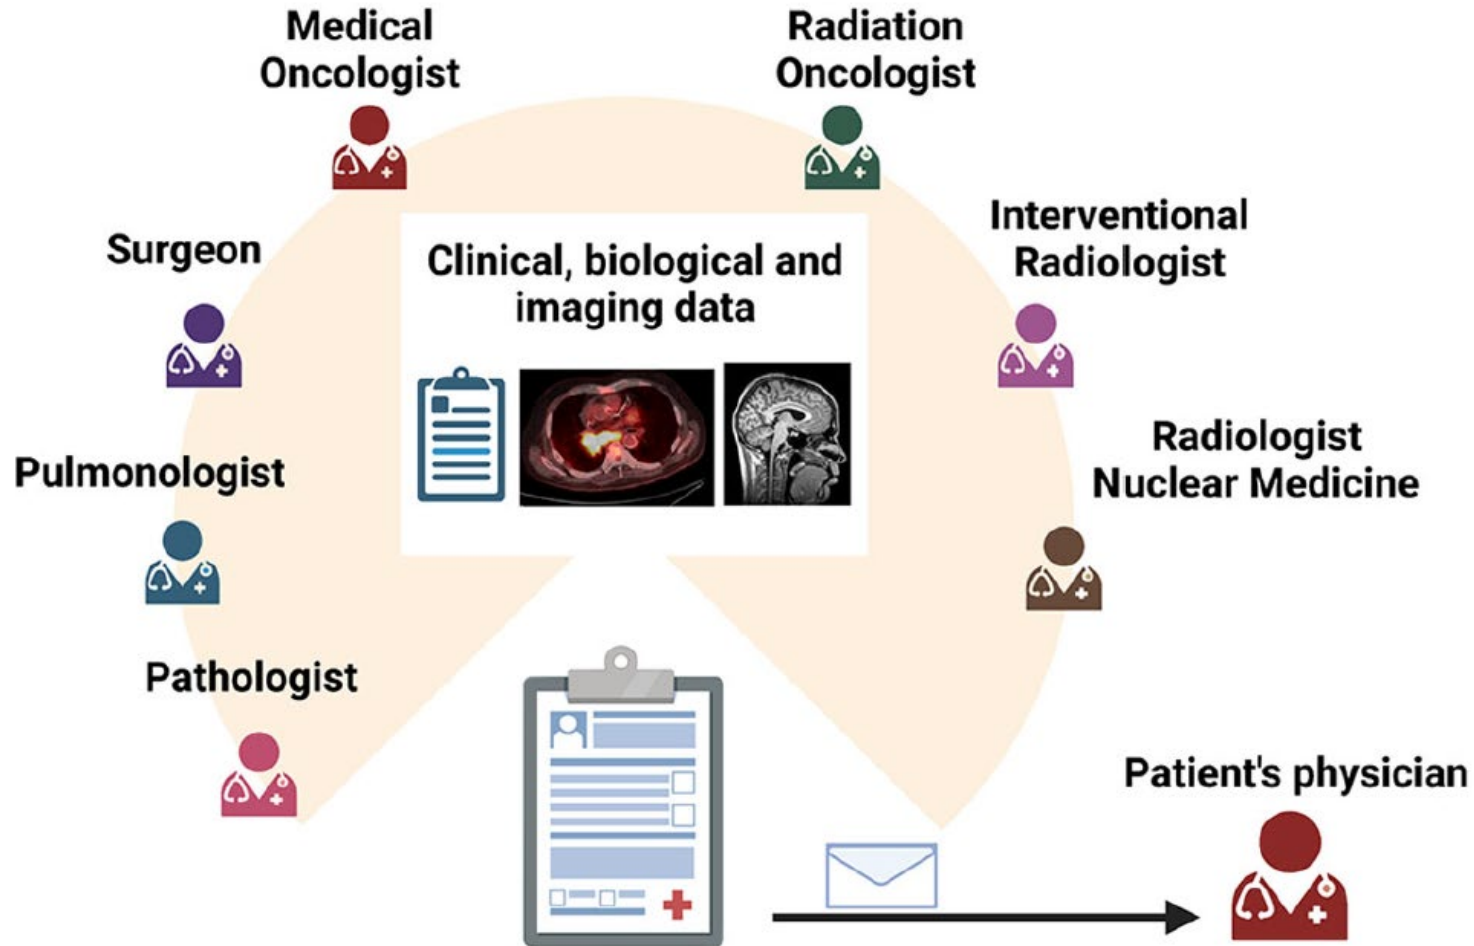 Medical
Oncologist
Radiation
Oncologist
Surgeon
Interventional
Radiologist
Clinical, biological and
imaging data
Pulmonologist
Radiologist
Nuclear Medicine
Pathologist
Patient's physician